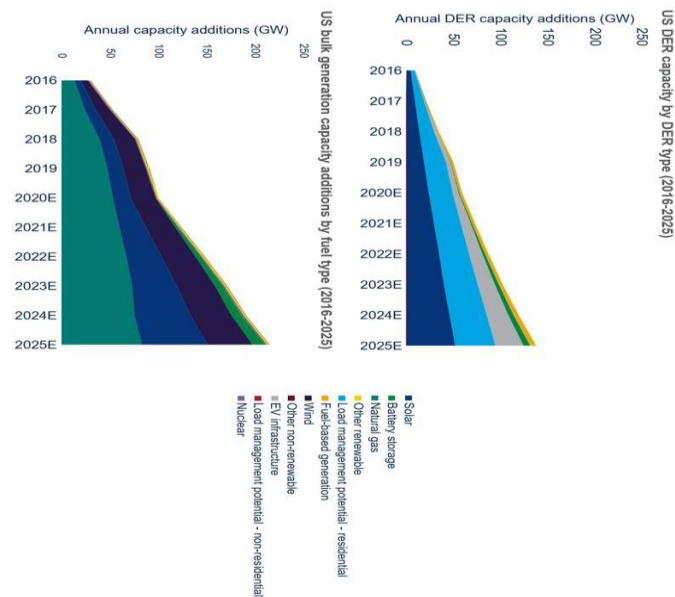 US DER capacity by DER type (2016-2025)
Annual DER capacity additions (GW)
0
50
100
150
200
250
2016
2017
2018
2019
2020E
2021E
2022E
2023E
2024E
2025E
US bulk generation capacity additions by fuel type (2016-2025)
Annual capacity additions (GW)
0
50
100
150
200
250
2016
2017
2018
2019
2020E
2021E
2022E
2023E
2024E
2025E
Solar
Battery storage
Natural gas
Other renewable
Load management potential - residential
Fuel-based generation
Wind
Other non-renewable
EV infrastructure
Load management potential - non-residential
Nuclear